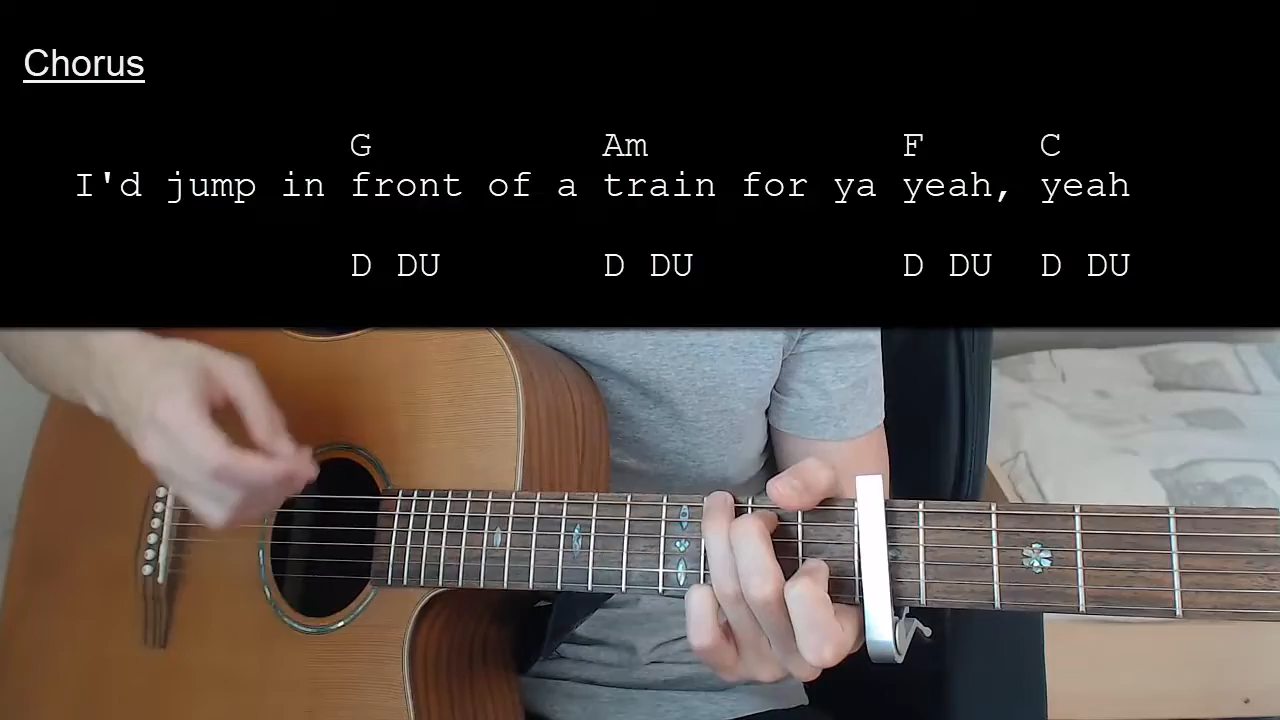 Chorus
G Am F C
I'd jump in front of a train for ya yeah, yeah
D DU D DU D DU D DU